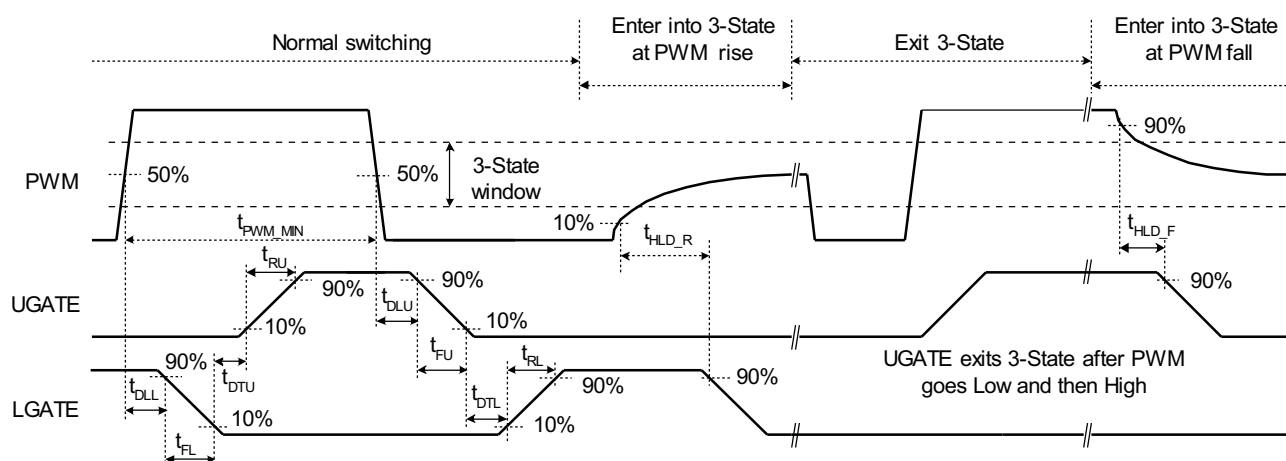 Normal switching
Enter into 3-State
at PWM rise
Exit 3-State
Enter into 3-State
at PWM fall
PWM
50%
50%
3-State
window
10%
90%
tPWM_MIN
tHLD_R
tHLD_F
tRU
UGATE
90%
10%
tDLU
90%
10%
90%
tFU
tRL
tDTU
90%
LGATE
tDLL
10%
tFL
tDTL
90%
10%
90%
UGATE exits 3-State after PWM
goes Low and then High